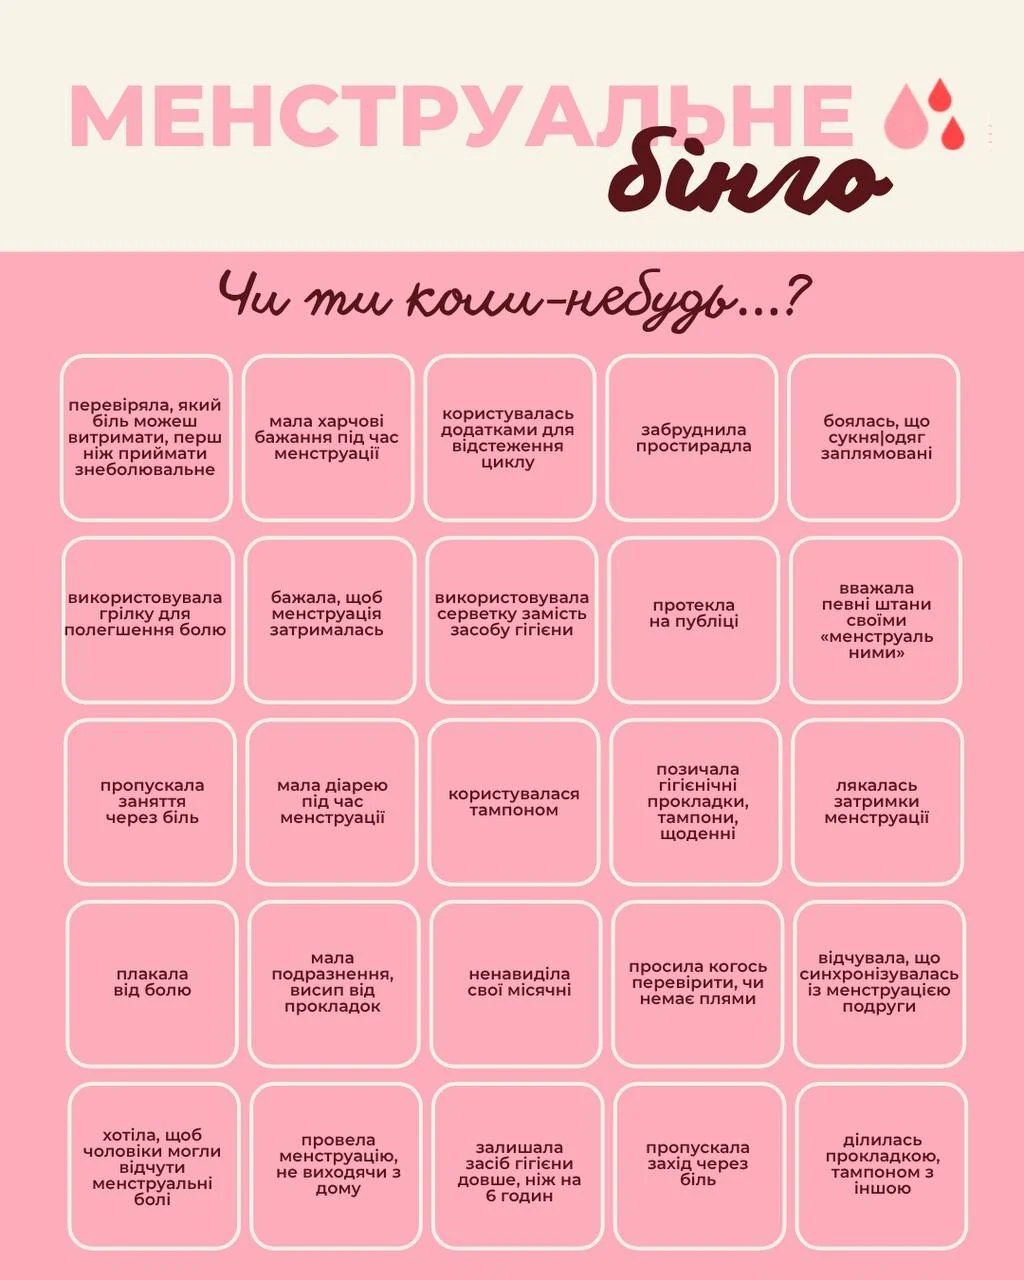 МЕНСТРУАЛЬНЕ
бінго
Чи ти коли-небудь...?
перевіряла, який
біль можеш
витримати, перш
ніж приймати
знеболювальне
мала харчові
бажання під час
менструації
користувалась
додатками для
відстеження
циклу
забруднила
простирадла
боялась, що
сукня|одяг
заплямовані
використовувала
грілку для
полегшення болю
бажала, щоб
менструація
затрималась
використовувала
серветку замість
засобу гігієни
протекла
на публіці
вважала
певні штани
своїми
«менструаль
ними»
пропускала
заняття
через біль
мала діарею
під час
менструації
користувалася
тампоном
позичала
гігієнічні
прокладки,
тампони,
щоденні
лякалась
затримки
менструації
плакала
від болю
мала
подразнення,
висип від
прокладок
ненавиділа
свої місячні
просила когось
перевірити, чи
немає плями
відчувала, що
синхронізувалась
із менструацією
подруги
хотіла, щоб
чоловіки могли
відчути
менструальні
болі
провела
менструацію,
не виходячи з
дому
залишала
засіб гігієни
довше, ніж на
6 годин
пропускала
захід через
біль
ділилась
прокладкою,
тампоном з
іншою